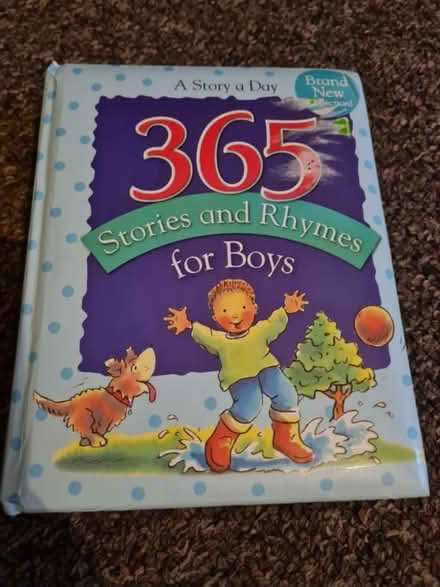 A Story a Day
Brand
New
365
Stories and Rhymes
for Boys